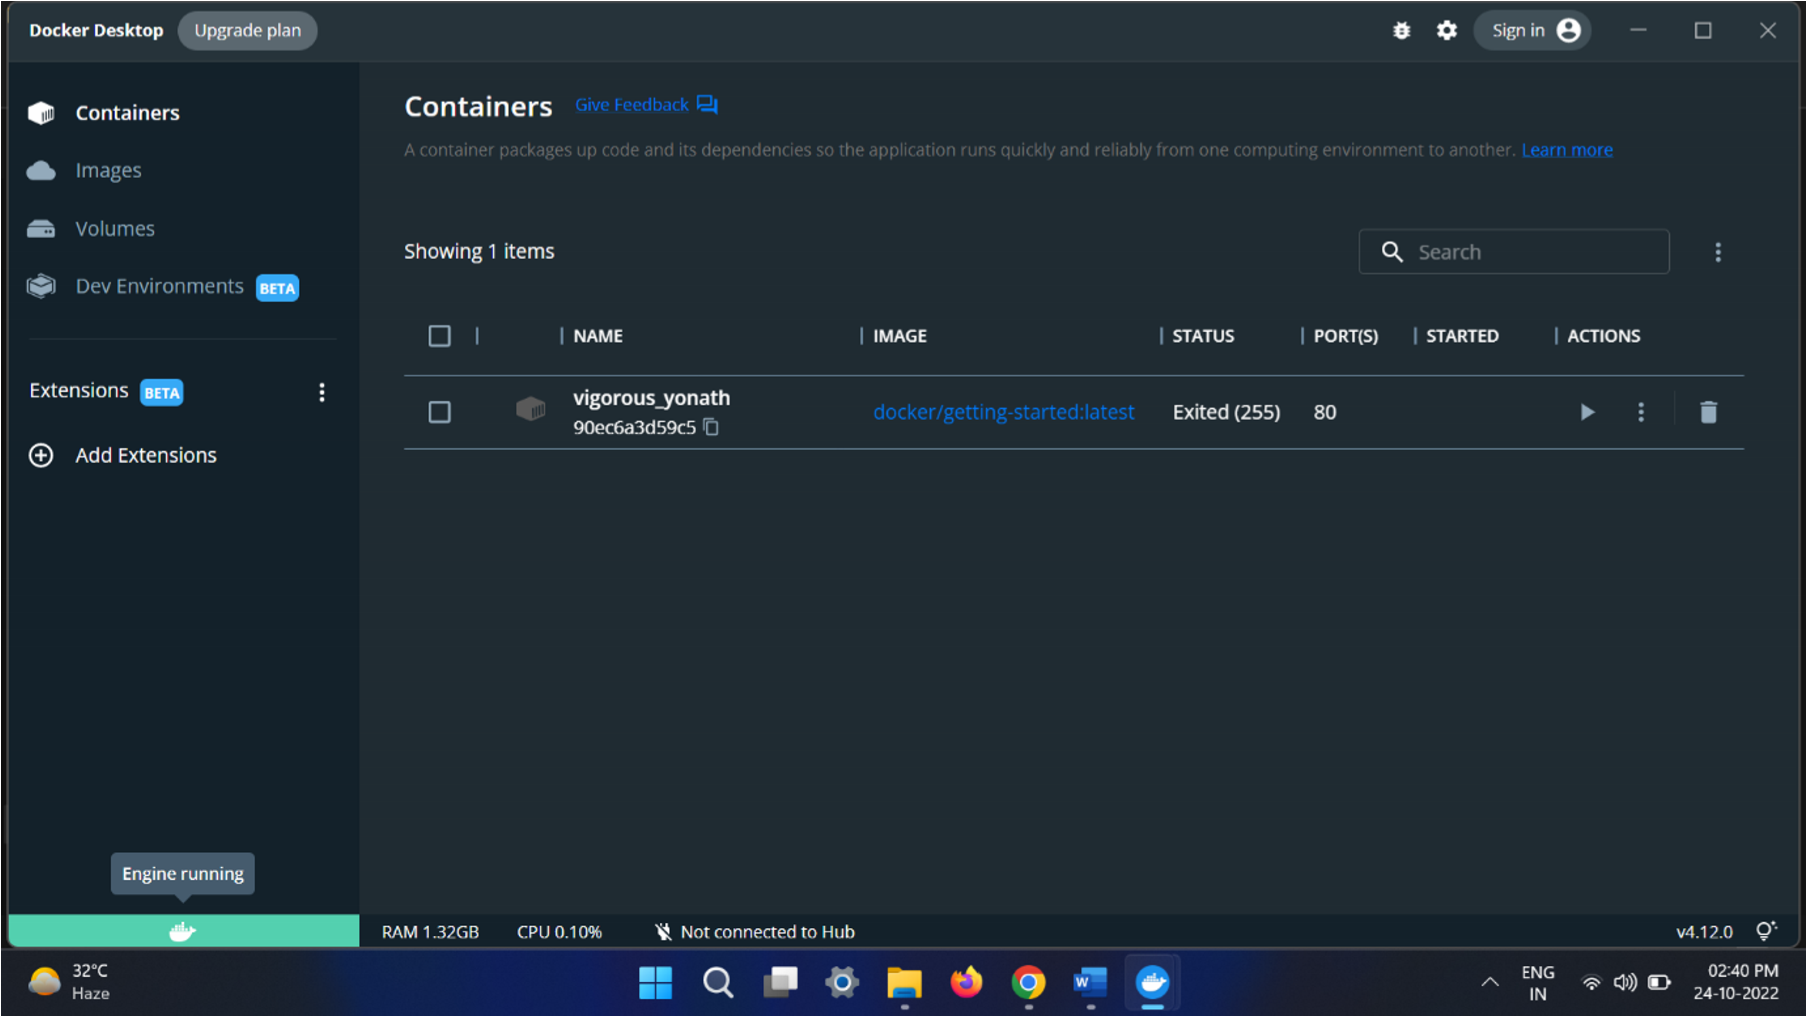 Docker Desktop Upgrade plan Sign in
Containers
Images
Volumes
Dev Environments BETA
Extensions BETA
Add Extensions
Containers Give Feedback
A container packages up code and its dependencies so the application runs quickly and reliably from one computing environment to another. Learn more
Showing 1 items Search
NAME IMAGE STATUS PORT(S) STARTED ACTIONS
vigorous_yonath
90ec6a3d59c5 docker/getting-started:latest Exited (255) 80
Engine running
RAM 1.32GB CPU 0.10% Not connected to Hub v4.12.0
32°C
Haze
W
ENG
IN
02:40 PM
24-10-2022